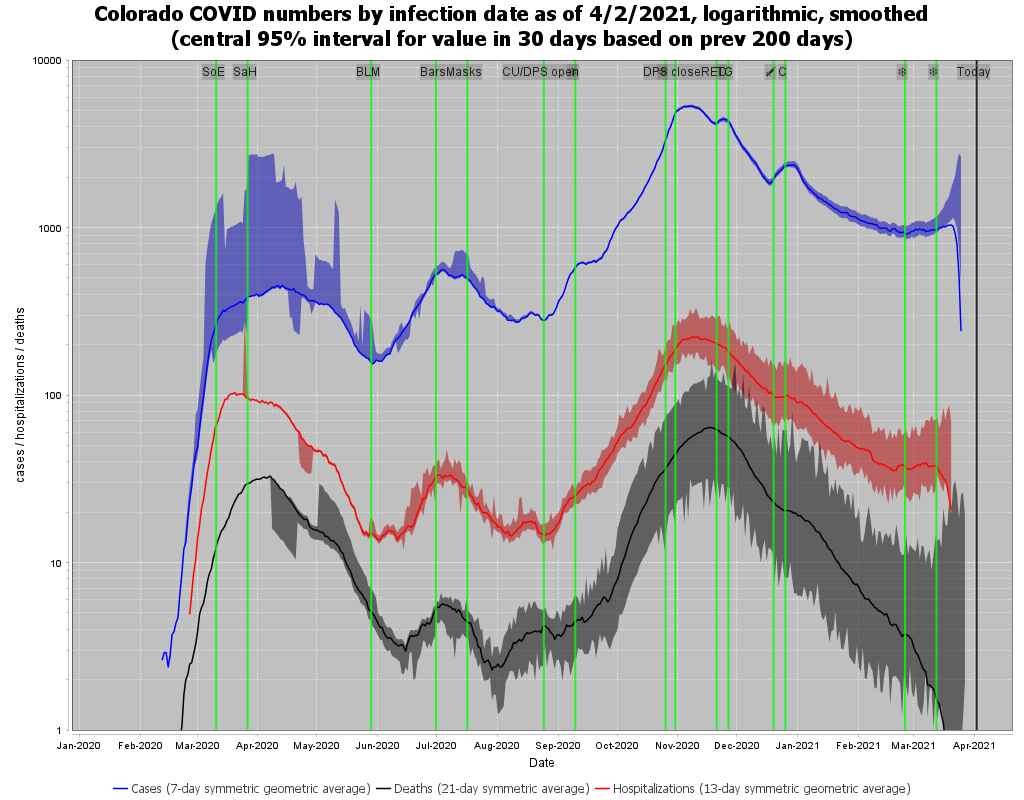 Colorado COVID numbers by infection date as of 4/2/2021, logarithmic, smoothed
(central 95% interval for value in 30 days based on prev 200 days)
10000
1000
100
10
1
cases / hospitalizations / deaths
SoE SaH BLM Bars Masks CU/DPS open DPS close C Today
Jan-2020 Feb-2020 Mar-2020 Apr-2020 May-2020 Jun-2020 Jul-2020 Aug-2020 Sep-2020 Oct-2020 Nov-2020 Dec-2020 Jan-2021 Feb-2021 Mar-2021 Apr-2021
Date
Cases (7-day symmetric geometric average) Deaths (21-day symmetric average) Hospitalizations (13-day symmetric geometric average)